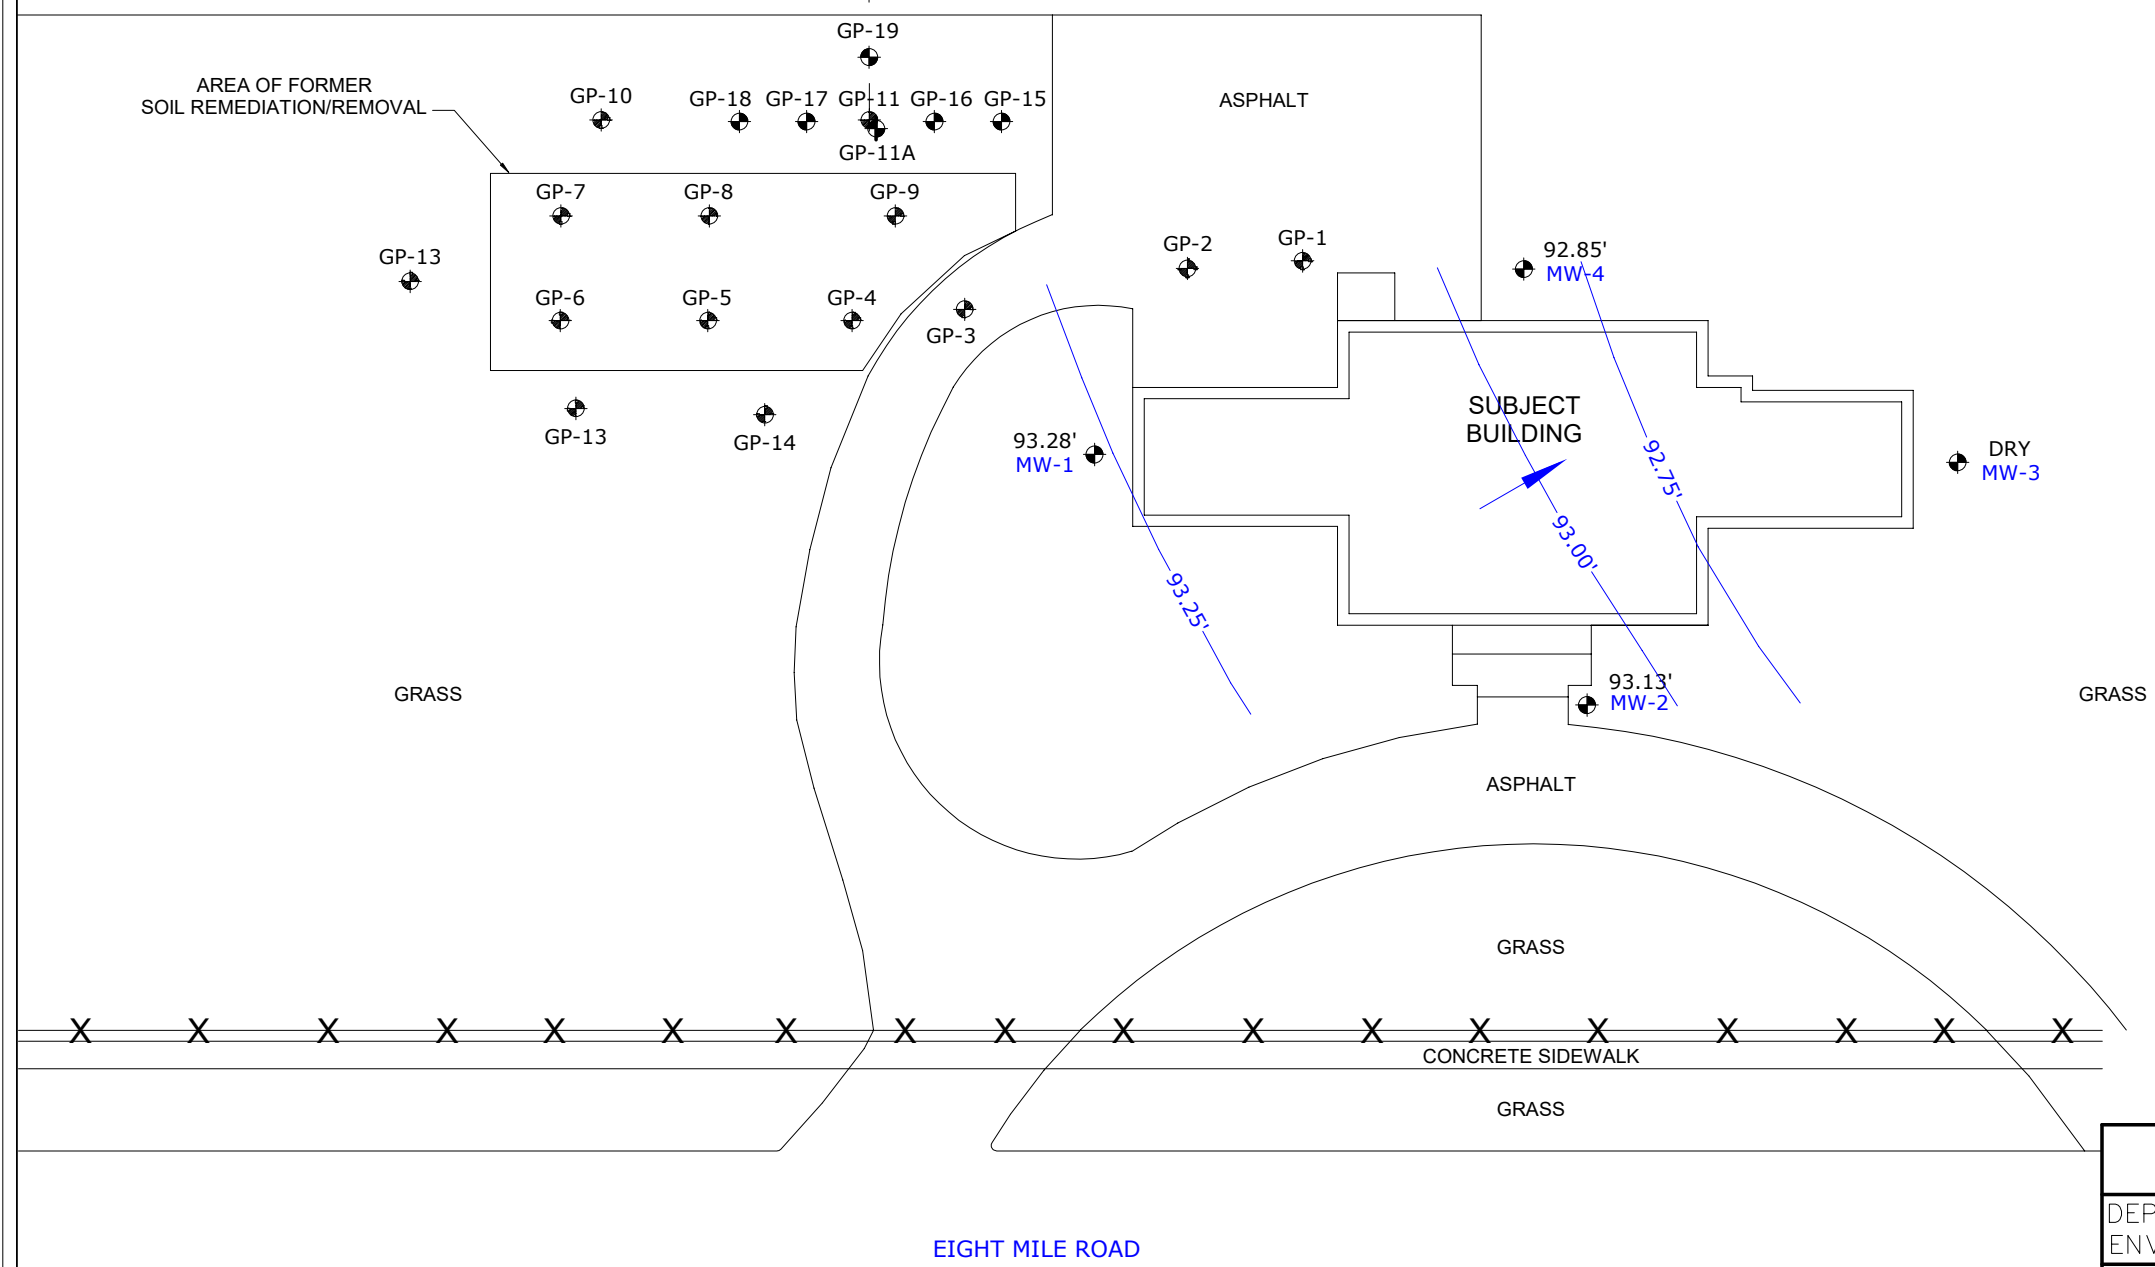 GP-19
AREA OF FORMER
SOIL REMEDIATION/REMOVAL
GP-10
GP-18
GP-17
GP-11
GP-16
GP-15
ASPHALT
GP-11A
GP-7
GP-8
GP-9
GP-13
GP-2
GP-1
92.85'
MW-4
GP-6
GP-5
GP-4
GP-3
SUBJECT
BUILDING
GP-13
GP-14
93.28'
MW-1
92.75'
DRY
MW-3
93.00'
93.25'
GRASS
93.13'
MW-2
GRASS
ASPHALT
GRASS
X X X X X X X X X X X X X X X X X X
CONCRETE SIDEWALK
GRASS
DEP
ENV
EIGHT MILE ROAD